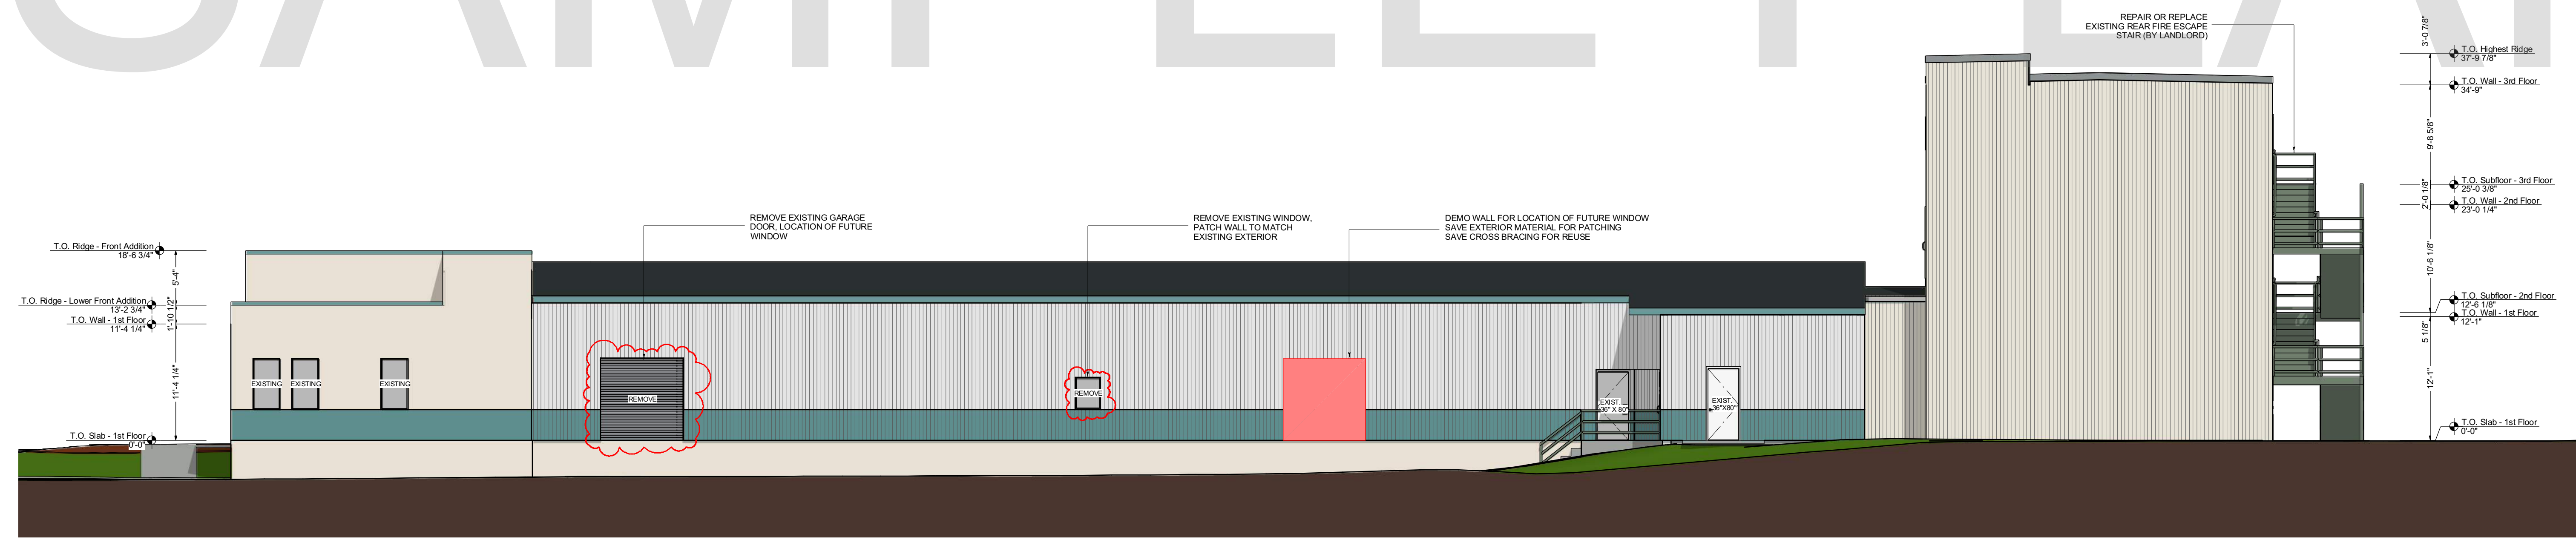 SAMPLE PLAN
REPAIR OR REPLACE
EXISTING REAR FIRE ESCAPE
STAIR (BY LANDLORD)
3'-0 7/8"
T.O. Highest Ridge
37'-9 7/8"
T.O. Wall - 3rd Floor
34'-9"
9'-8 5/8"
T.O. Subfloor - 3rd Floor
25'-0 3/8"
2'-0 1/8"
T.O. Wall - 2nd Floor
23'-0 1/4"
10'-6 1/8"
T.O. Subfloor - 2nd Floor
12'-6 1/8"
T.O. Wall - 1st Floor
12'-1"
5 1/8"
12'-1"
T.O. Slab - 1st Floor
0'-0"
REMOVE EXISTING GARAGE
DOOR, LOCATION OF FUTURE
WINDOW
REMOVE EXISTING WINDOW,
PATCH WALL TO MATCH
EXISTING EXTERIOR
DEMO WALL FOR LOCATION OF FUTURE WINDOW
SAVE EXTERIOR MATERIAL FOR PATCHING
SAVE CROSS BRACING FOR REUSE
T.O. Ridge - Front Addition
18'-6 3/4"
5'-4"
T.O. Ridge - Lower Front Addition
13'-2 3/4"
1'-10 1/2"
T.O. Wall - 1st Floor
11'-4 1/4"
11'-4 1/4"
T.O. Slab - 1st Floor
0'-0"
EXISTING
EXISTING
EXISTING
REMOVE
REMOVE
EXIST.
36" X 80"
EXIST.
36"X80"